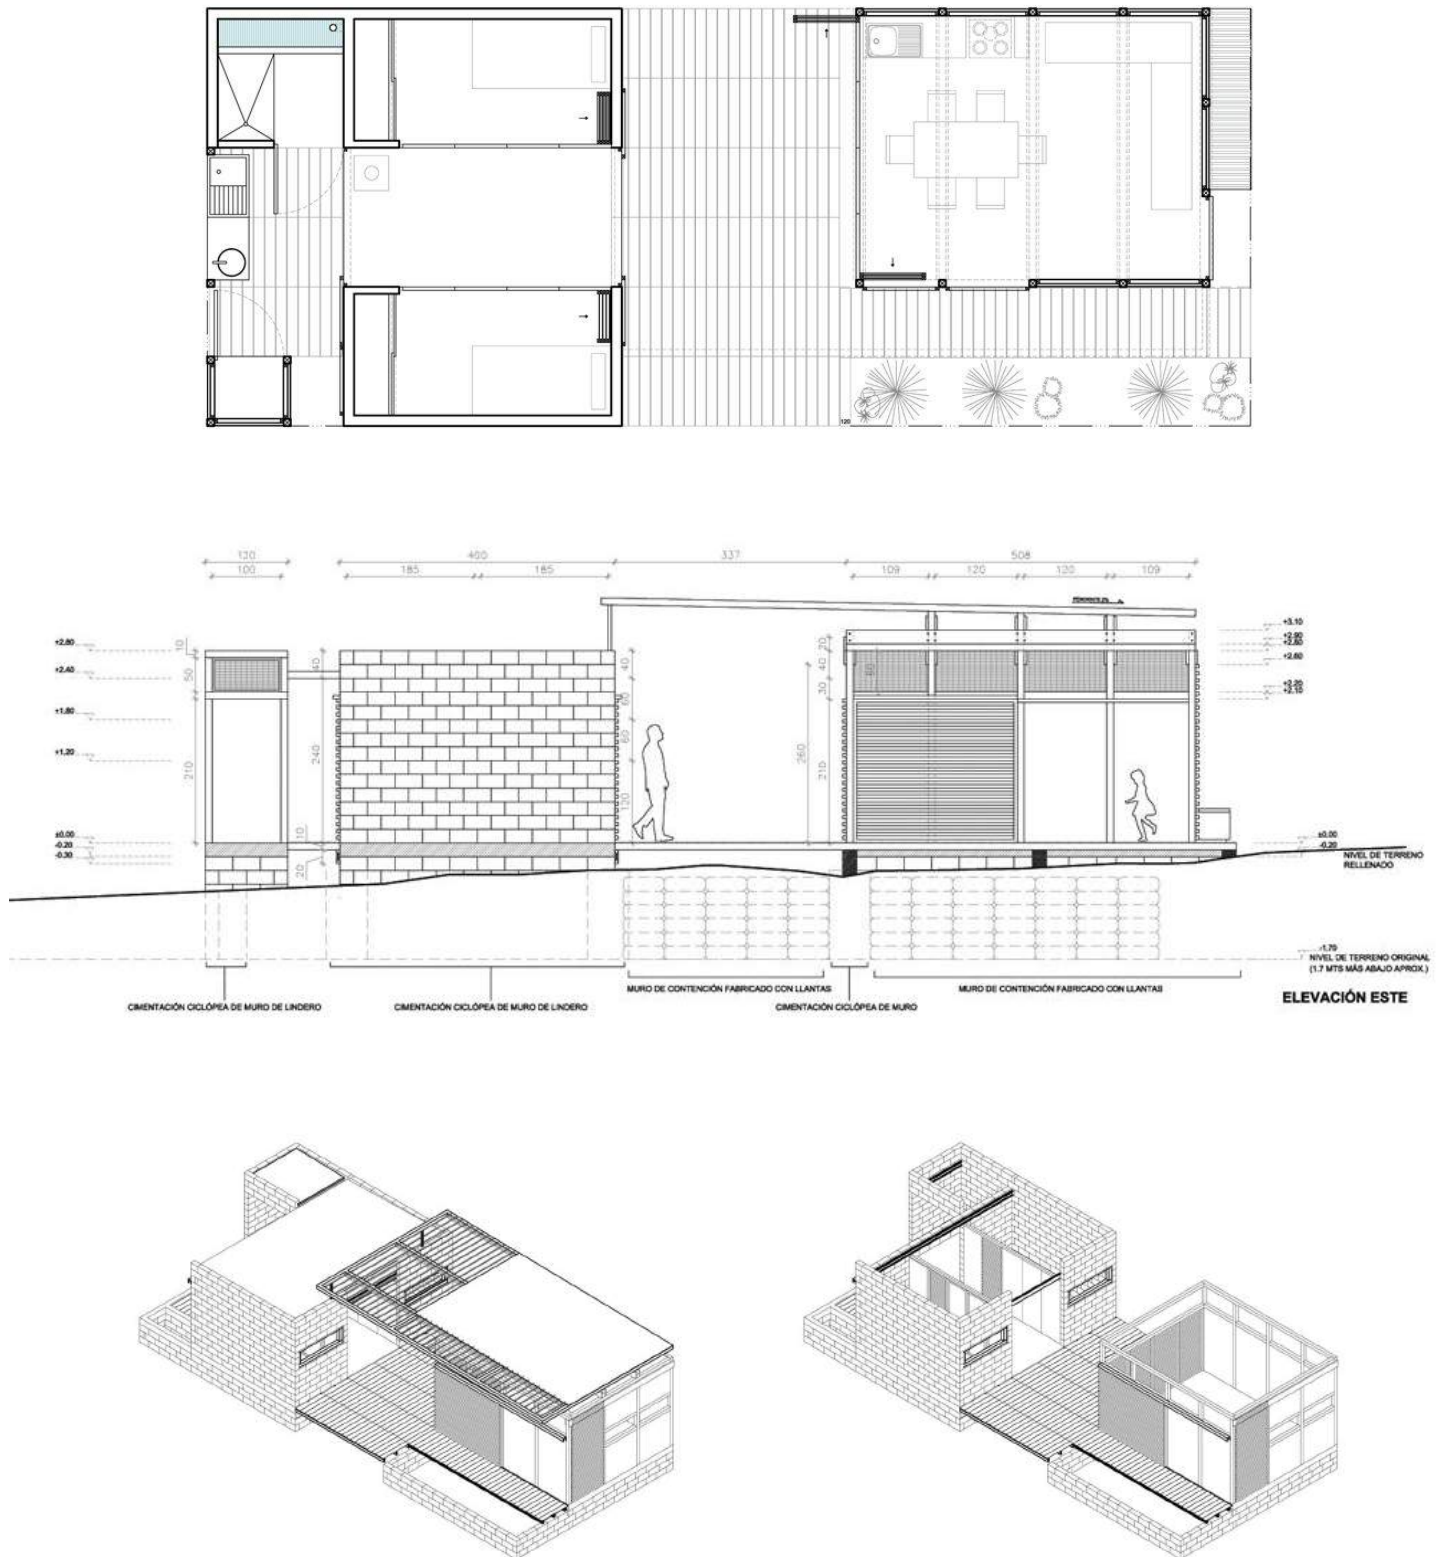 120
120 400 337 508
100 185 185 109 120 120 109
PENDIENTE 2%
+2.80
+2.40
+1.80
+1.20
±0.00
-0.20
-0.30
10
50
210
40
240
10
20
40
60
60
120
260
20
40
30
210
60
+3.10
+2.90
+2.80
+2.60
+2.20
+2.10
±0.00
-0.20
NIVEL DE TERRENO
RELLENADO
-1.70
NIVEL DE TERRENO ORIGINAL
(1.7 MTS MÁS ABAJO APROX.)
MURO DE CONTENCIÓN FABRICADO CON LLANTAS
MURO DE CONTENCIÓN FABRICADO CON LLANTAS
CIMENTACIÓN CICLÓPEA DE MURO DE LINDERO
CIMENTACIÓN CICLÓPEA DE MURO DE LINDERO
CIMENTACIÓN CICLÓPEA DE MURO
ELEVACIÓN ESTE